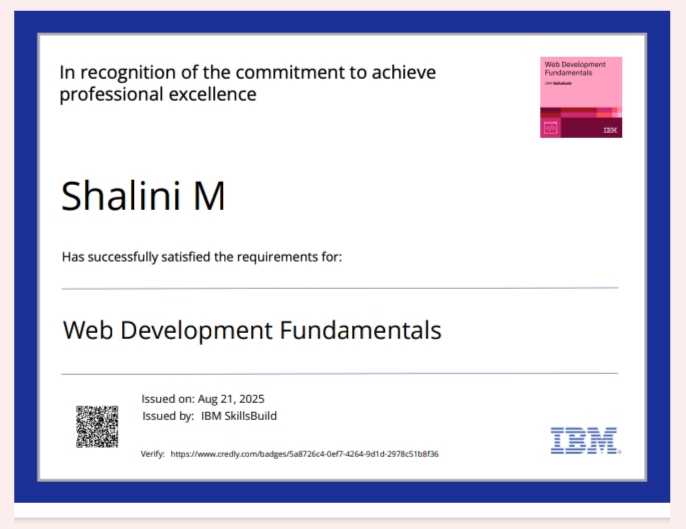 In recognition of the commitment to achieve
professional excellence
Web Development
Fundamentals
IBM SkillsBuild
IBM
Shalini M
Has successfully satisfied the requirements for:
Web Development Fundamentals
Issued on: Aug 21, 2025
Issued by: IBM SkillsBuild
Verify: https://www.credly.com/badges/5a8726c4-0ef7-4264-9d1d-2978c51b8f36
IBM